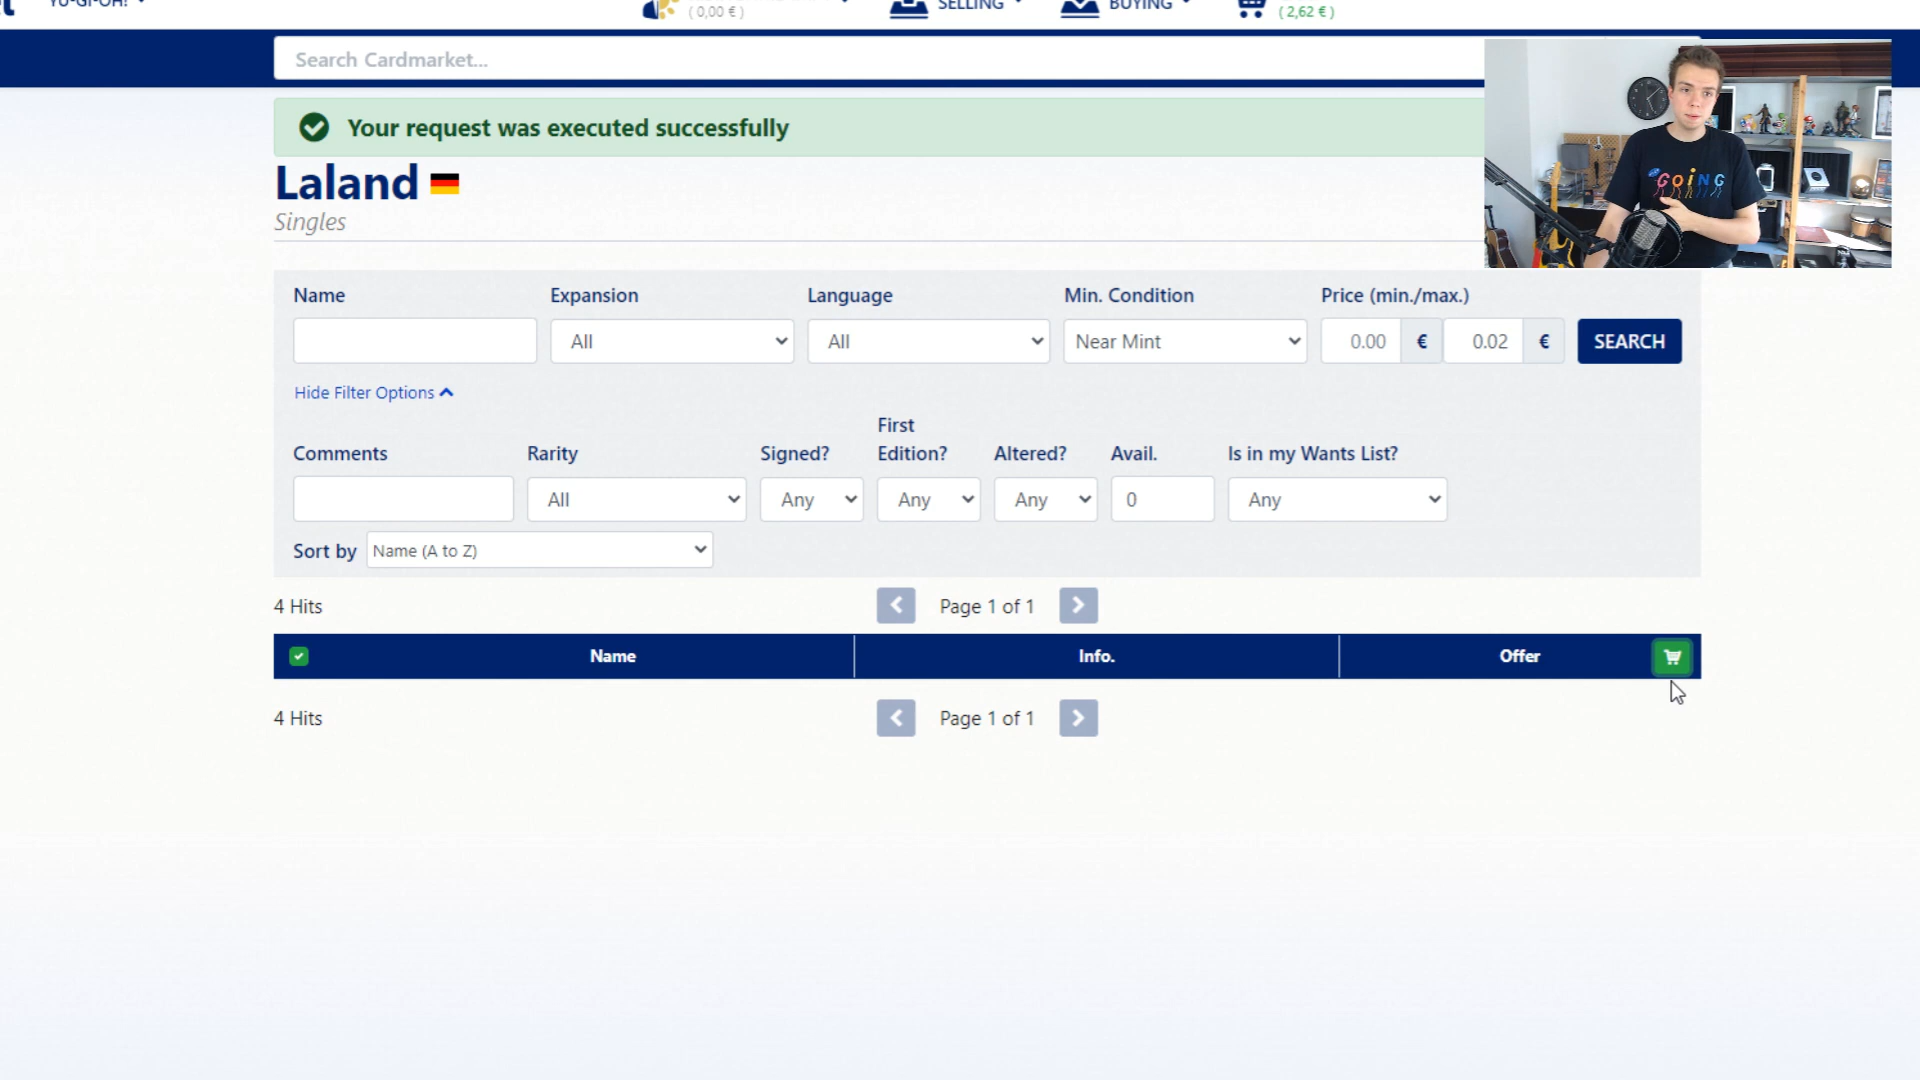 YU-GI-OH!
SELLING
BUYING
( 0,00 € )
( 2,62 € )
Search Cardmarket...
Your request was executed successfully
Laland
Singles
GOiNG
Name
Expansion
Language
Min. Condition
Price (min./max.)
All
All
Near Mint
0.00
€
0.02
€
SEARCH
Hide Filter Options
Comments
Rarity
Signed?
First
Edition?
Altered?
Avail.
Is in my Wants List?
All
Any
Any
Any
0
Any
Sort by
Name (A to Z)
4 Hits
Page 1 of 1
Name
Info.
Offer
4 Hits
Page 1 of 1